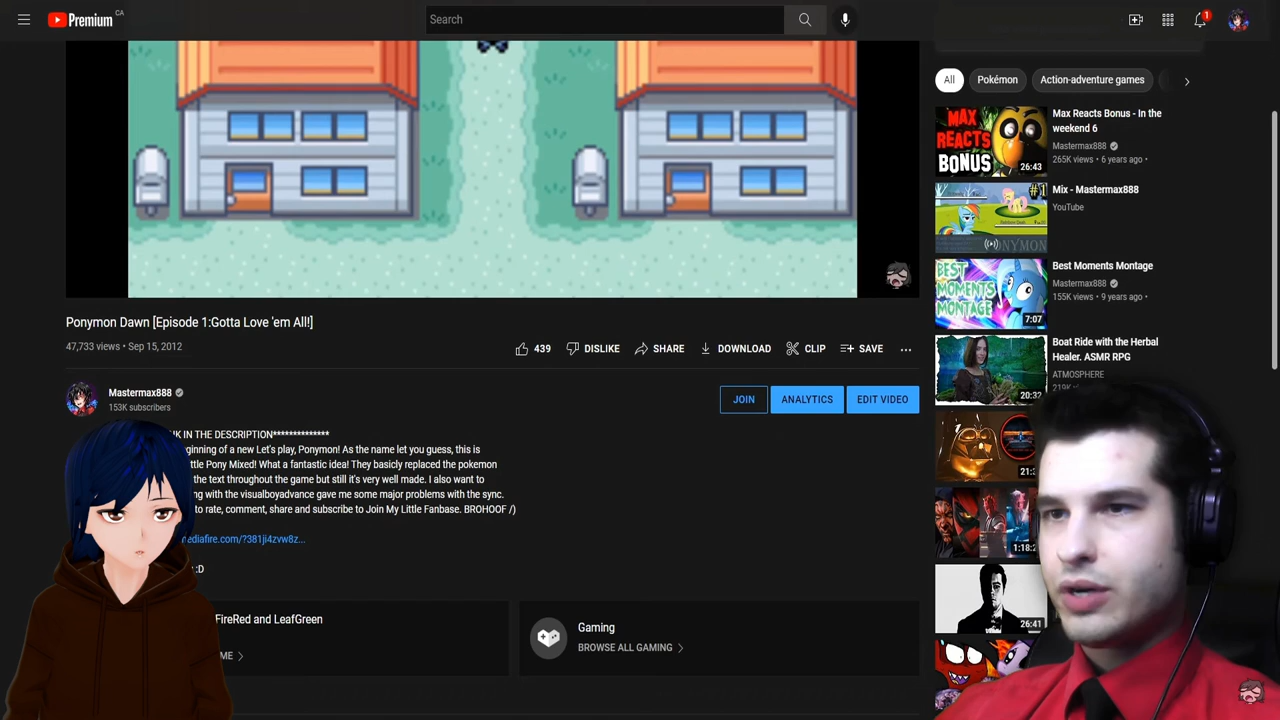 Premium CA
Search
1
All
Pokémon
Action-adventure games
MAX
REACTS
BONUS
26:43
Max Reacts Bonus - In the
weekend 6
Mastermax888
265K views • 6 years ago •
#1
NYMON
Mix - Mastermax888
YouTube
BEST
MOMENTS
MONTAGE
7:07
Best Moments Montage
Mastermax888
155K views • 9 years ago •
20:32
Boat Ride with the Herbal
Healer. ASMR RPG
ATMOSPHERE
1:18:2
26:41
Ponymon Dawn [Episode 1:Gotta Love 'em All!]
47,733 views • Sep 15, 2012
439
DISLIKE
SHARE
DOWNLOAD
CLIP
SAVE
Mastermax888
153K subscribers
JOIN
ANALYTICS
EDIT VIDEO
IN THE DESCRIPTION**************
ginning of a new Let's play, Ponymon! As the name let you guess, this is
ttle Pony Mixed! What a fantastic idea! They basicly replaced the pokemon
the text throughout the game but still it's very well made. I also want to
ng with the visualboyadvance gave me some major problems with the sync.
to rate, comment, share and subscribe to Join My Little Fanbase. BROHOOF /)
ediafire.com/?381ji4zvw8z...
:D
FireRed and LeafGreen
ME
Gaming
BROWSE ALL GAMING